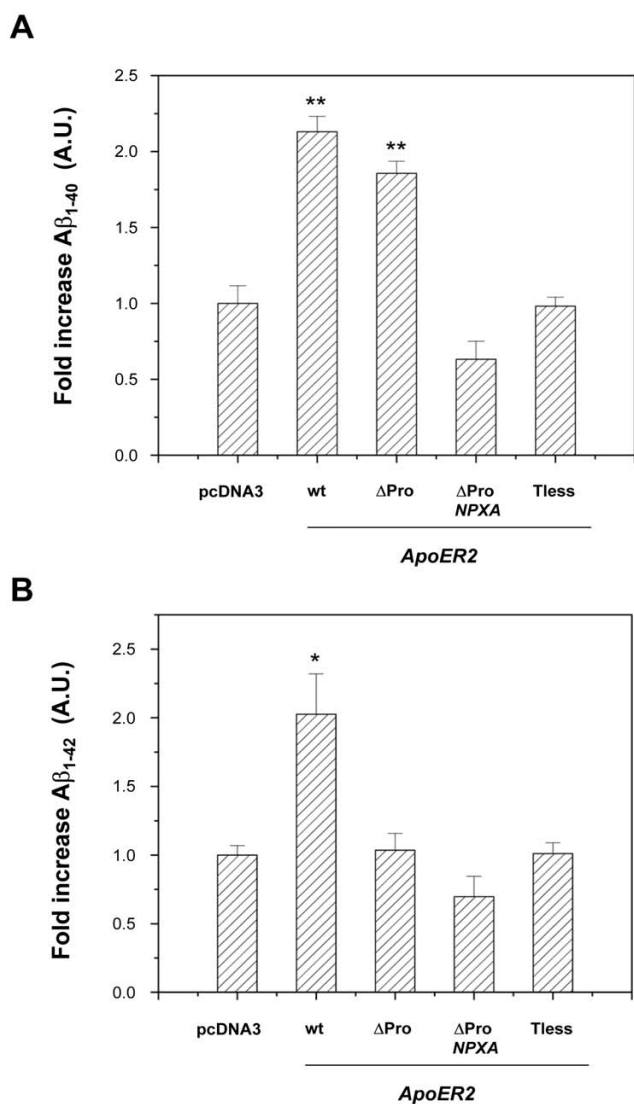 A
Fold increase Aβ1-40 (A.U.)
2.5
2.0
1.5
1.0
0.5
0.0
** **
pcDNA3 wt ΔPro ΔPro Tless
NPXA
ApoER2
B
Fold increase Aβ1-42 (A.U.)
2.5
2.0
1.5
1.0
0.5
0.0
*
pcDNA3 wt ΔPro ΔPro Tless
NPXA
ApoER2